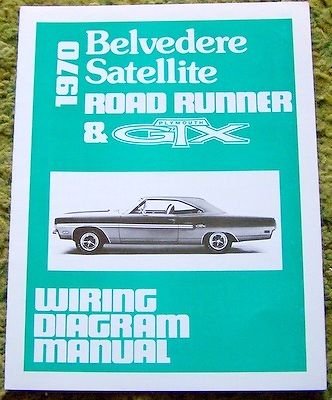 1970
Belvedere
Satellite
ROAD RUNNER
& PLYMOUTH GTX
WIRING
DIAGRAM
MANUAL